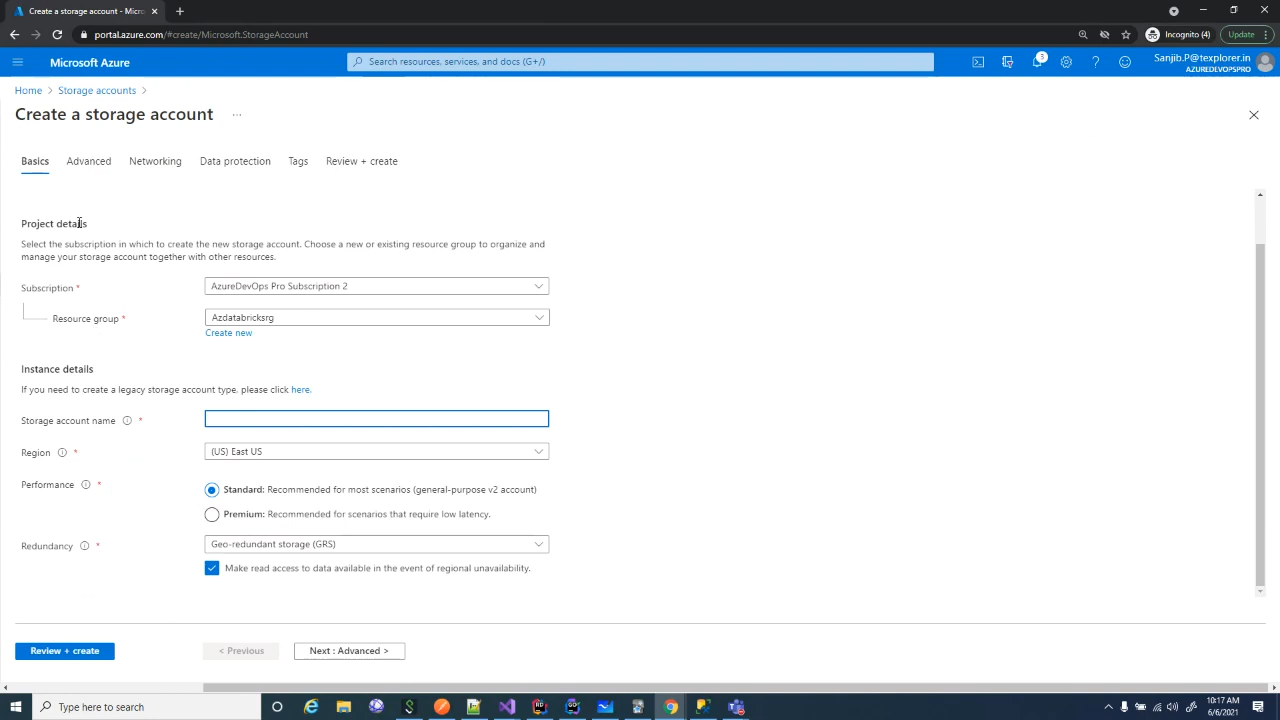 Create a storage account - Micro
portal.azure.com/#create/Microsoft.StorageAccount
Incognito (4)
Update
Microsoft Azure
Search resources, services, and docs (G+/)
3
Sanjib.P@texplorer.in
AZUREDEVOPSPRO
Home > Storage accounts >
Create a storage account ...
Basics Advanced Networking Data protection Tags Review + create
Project details
Select the subscription in which to create the new storage account. Choose a new or existing resource group to organize and
manage your storage account together with other resources.
Subscription *
AzureDevOps Pro Subscription 2
Resource group *
Azdatabricksrg
Create new
Instance details
If you need to create a legacy storage account type, please click here.
Storage account name *
Region *
(US) East US
Performance *
Standard: Recommended for most scenarios (general-purpose v2 account)
Premium: Recommended for scenarios that require low latency.
Redundancy *
Geo-redundant storage (GRS)
Make read access to data available in the event of regional unavailability.
Review + create
< Previous
Next : Advanced >
Type here to search
10:17 AM
6/6/2021